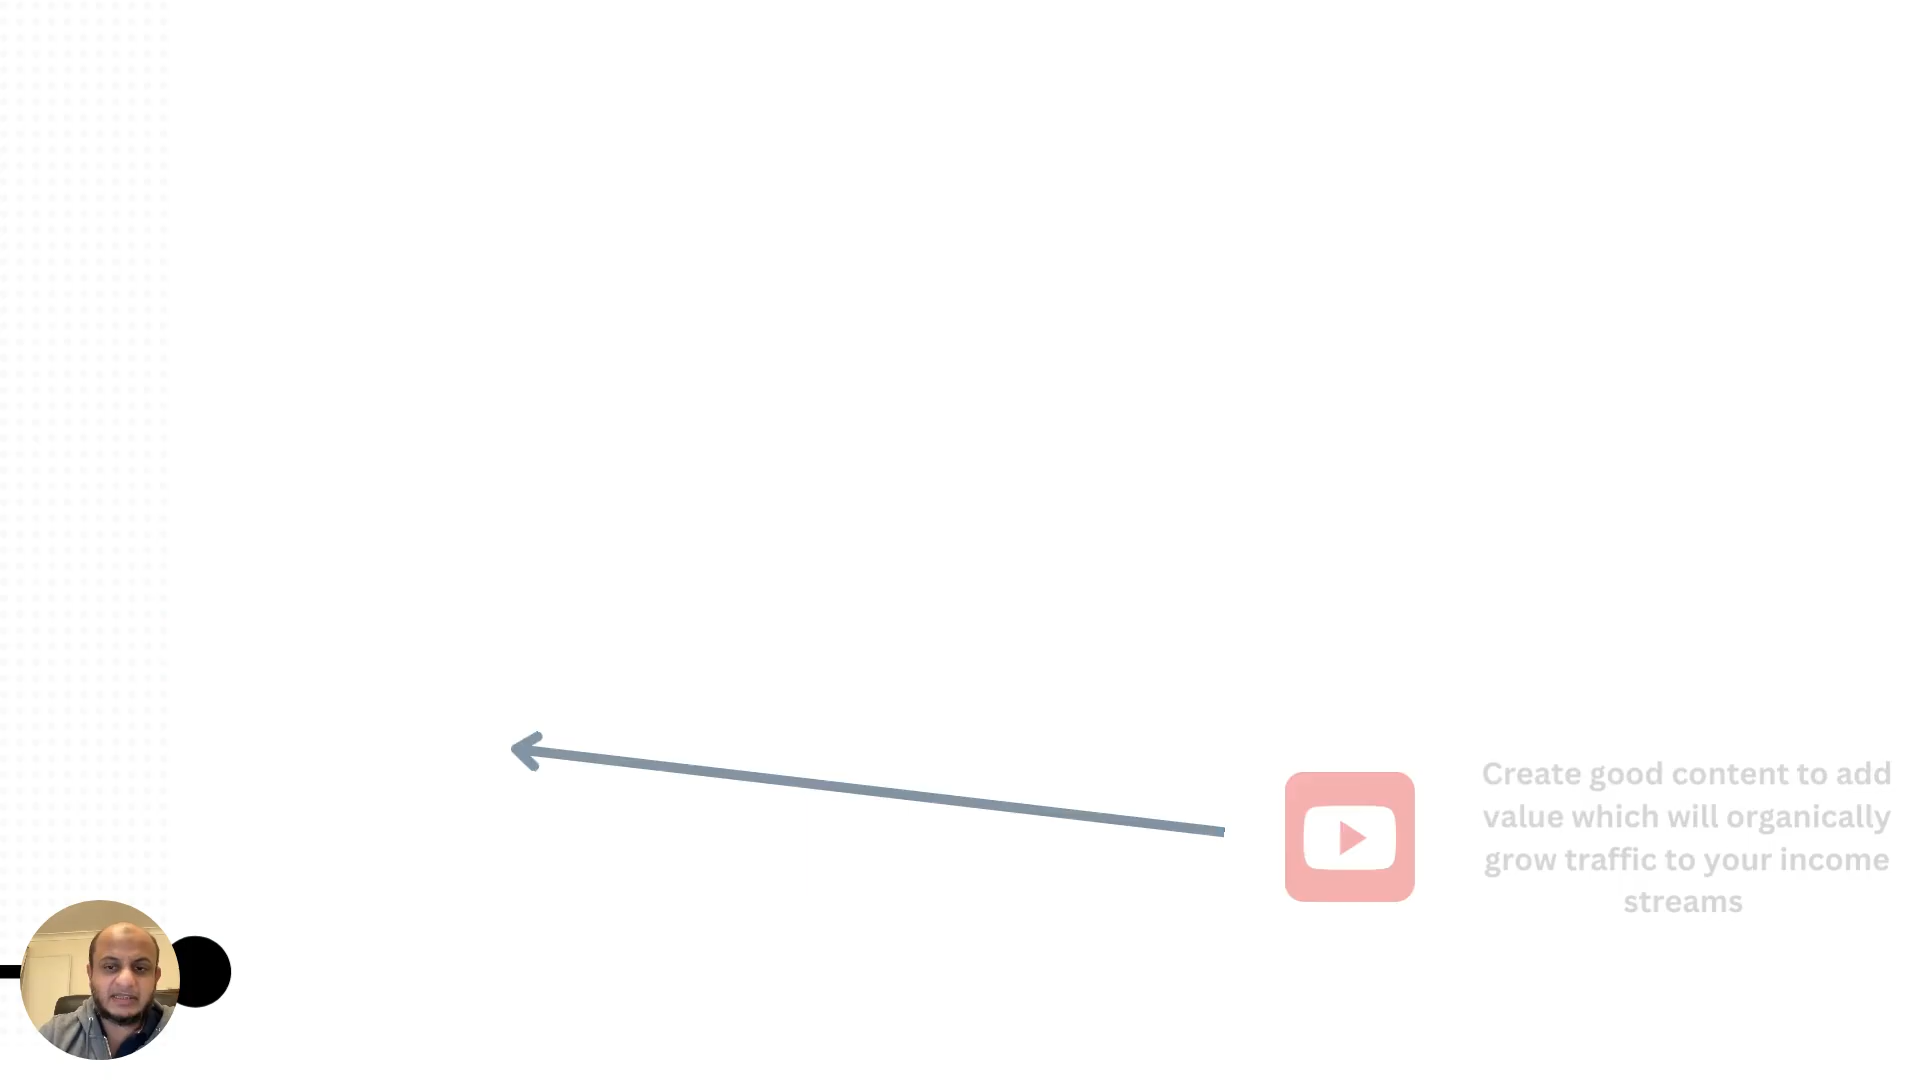 Create good content to add
value which will organically
grow traffic to your income
streams